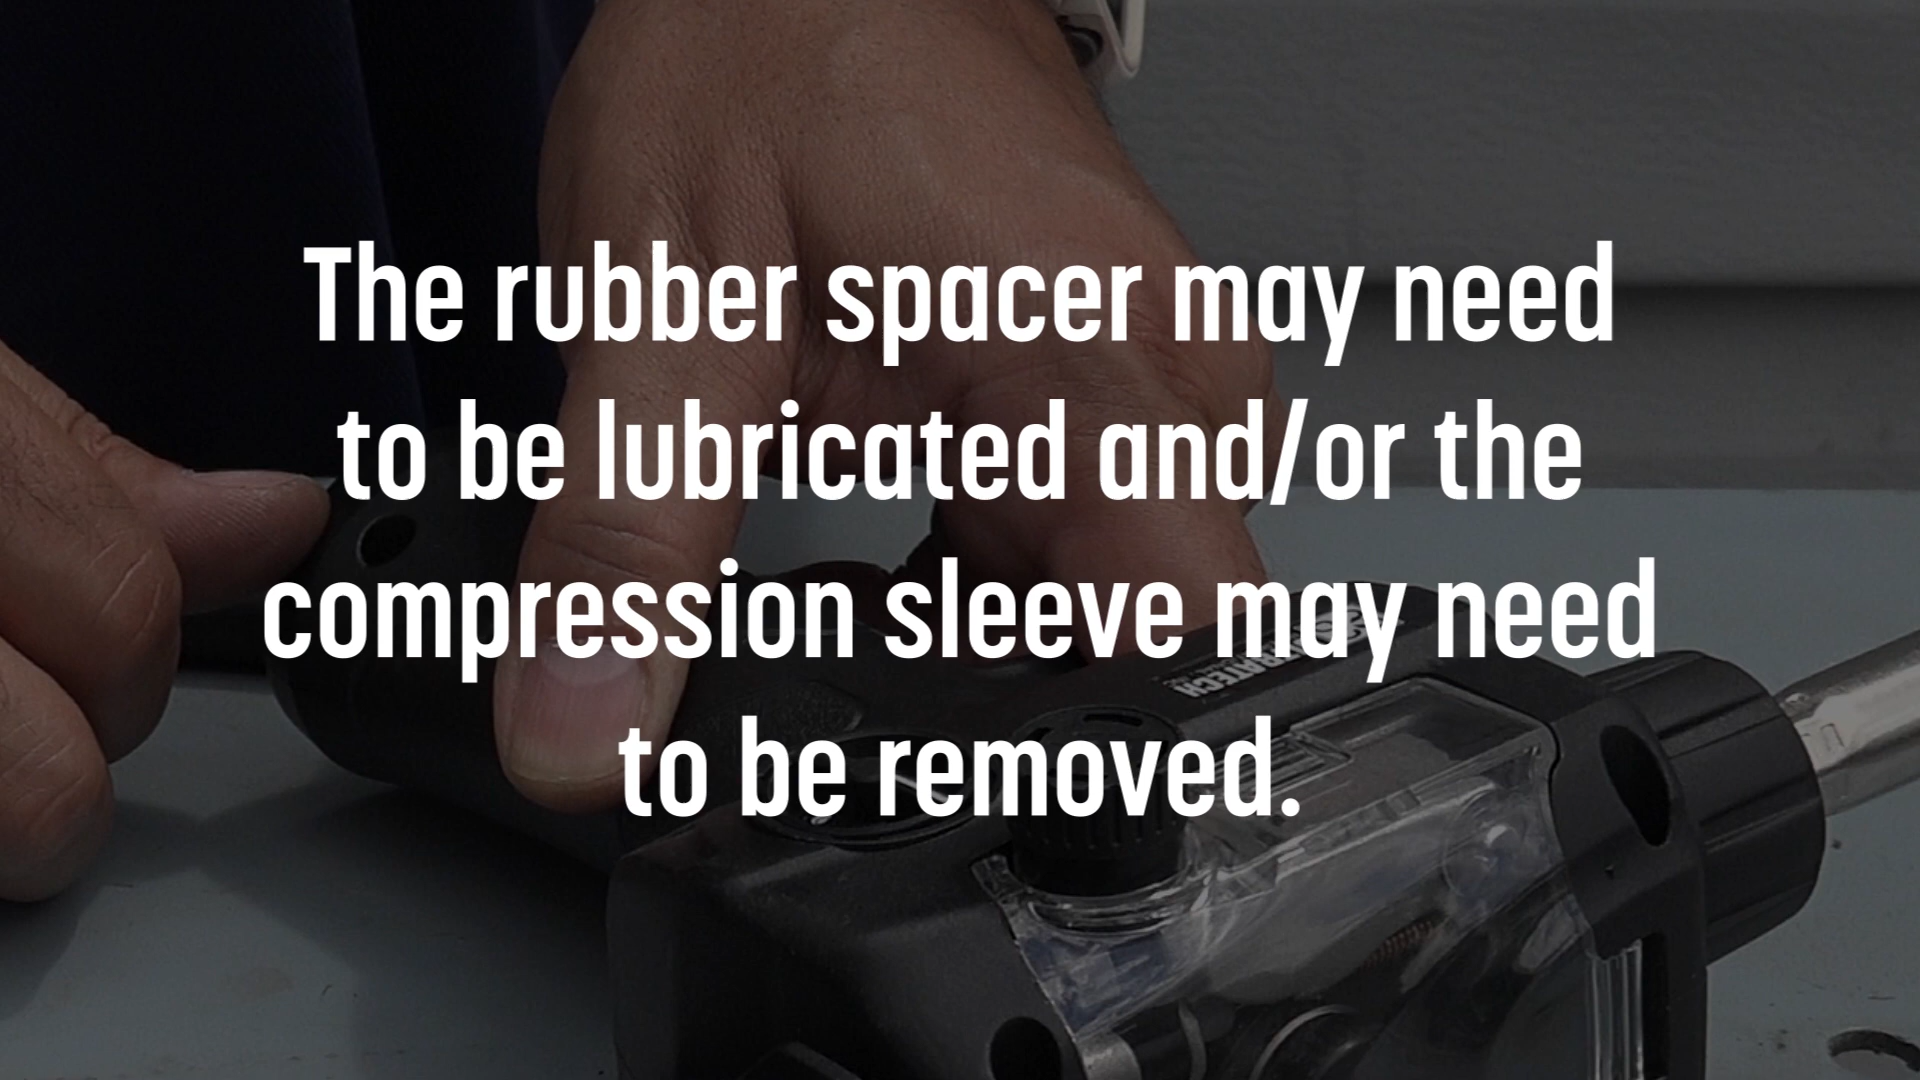 The rubber spacer may need
to be lubricated and/or the
compression sleeve may need
to be removed.